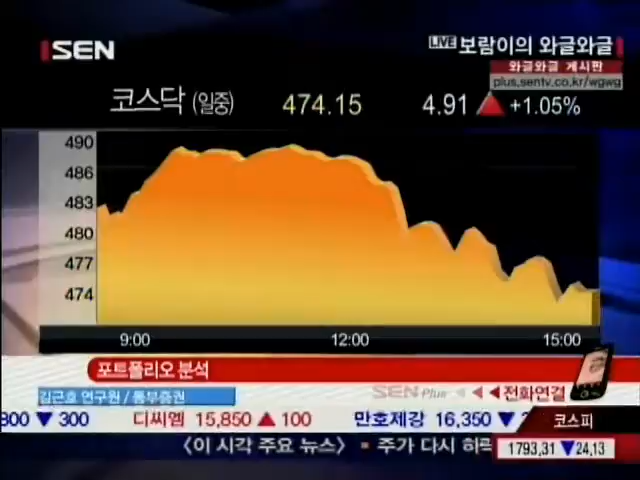 SEN
LIVE 보람이의 와글와글
와글와글 게시판
plus.sentv.co.kr/wgwg
코스닥 (일중) 474.15 4.91 ▲ +1.05%
490
486
483
480
477
474
9:00 12:00 15:00
포트폴리오 분석
김근호 연구원 / 동부증권
SEN Plus ◀ ◀ ◀ 전화연결
300 ▼ 300 디씨엠 15,850 ▲ 100 만호제강 16,350 ▼
코스피
<이 시각 주요 뉴스> 주가 다시 하락
1793.31 ▼ 24.13